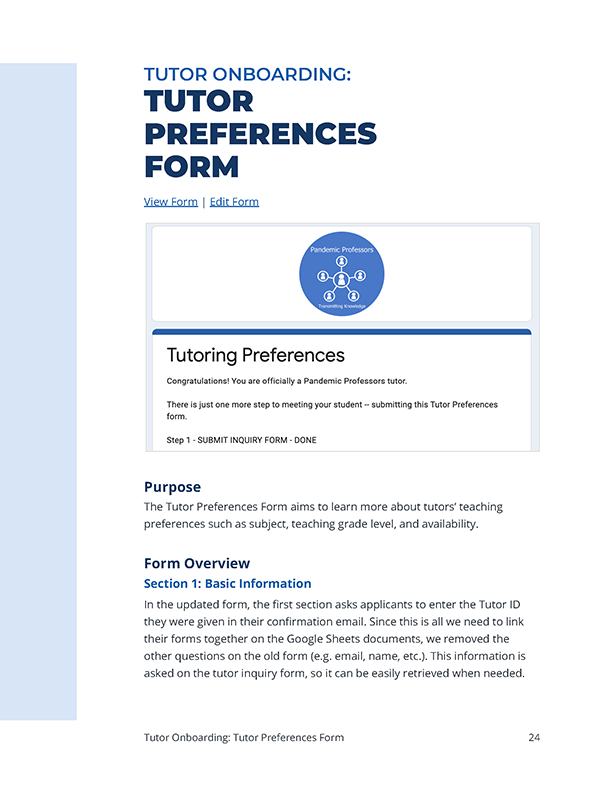 TUTOR ONBOARDING:
TUTOR
PREFERENCES
FORM
View Form | Edit Form
Pandemic Professors
Transmitting Knowledge
Tutoring Preferences
Congratulations! You are officially a Pandemic Professors tutor.
There is just one more step to meeting your student -- submitting this Tutor Preferences
form.
Step 1 - SUBMIT INQUIRY FORM - DONE
Purpose
The Tutor Preferences Form aims to learn more about tutors’ teaching
preferences such as subject, teaching grade level, and availability.
Form Overview
Section 1: Basic Information
In the updated form, the first section asks applicants to enter the Tutor ID
they were given in their confirmation email. Since this is all we need to link
their forms together on the Google Sheets documents, we removed the
other questions on the old form (e.g. email, name, etc.). This information is
asked on the tutor inquiry form, so it can be easily retrieved when needed.
Tutor Onboarding: Tutor Preferences Form 24